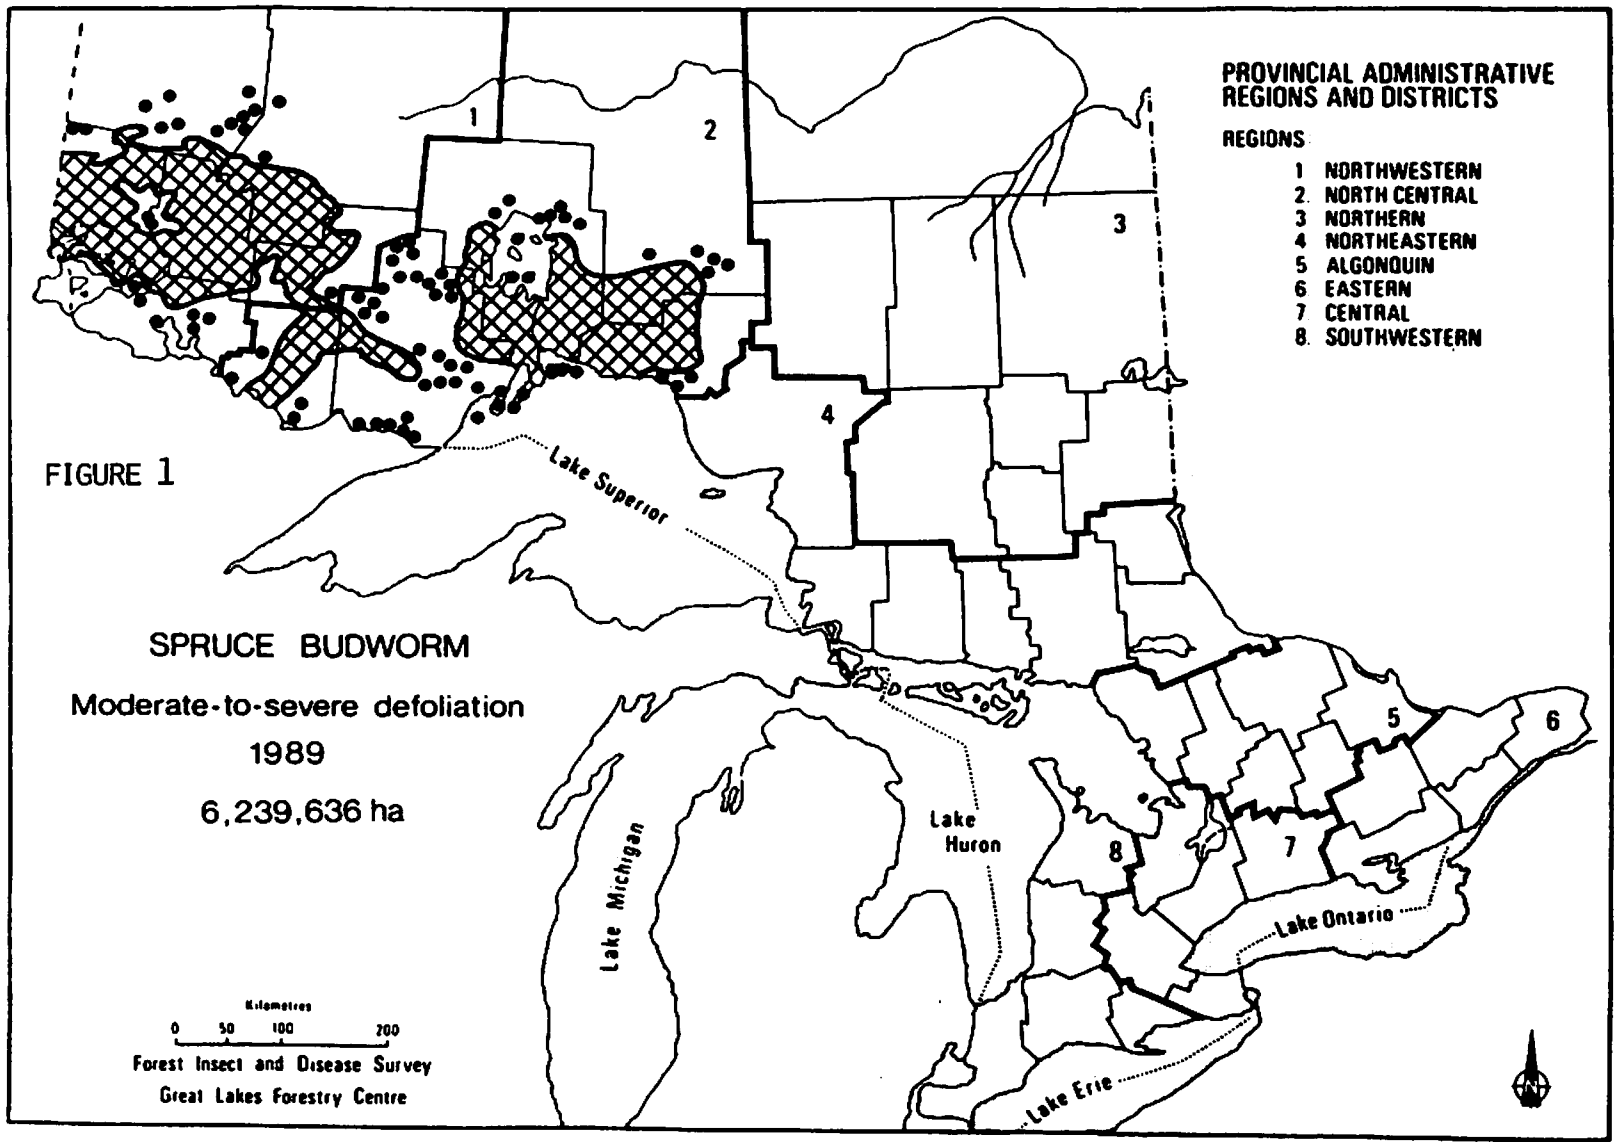 PROVINCIAL ADMINISTRATIVE
REGIONS AND DISTRICTS
REGIONS
1 NORTHWESTERN
2. NORTH CENTRAL
3 NORTHERN
4 NORTHEASTERN
5 ALGONQUIN
6 EASTERN
7 CENTRAL
8. SOUTHWESTERN
1
2
3
4
FIGURE 1
Lake Superior
SPRUCE BUDWORM
Moderate-to-severe defoliation
1989
6,239,636 ha
5
6
7
8
Lake
Huron
Lake Michigan
Lake Ontario
Lake Erie
Kilometres
0 50 100 200
Forest Insect and Disease Survey
Great Lakes Forestry Centre
N